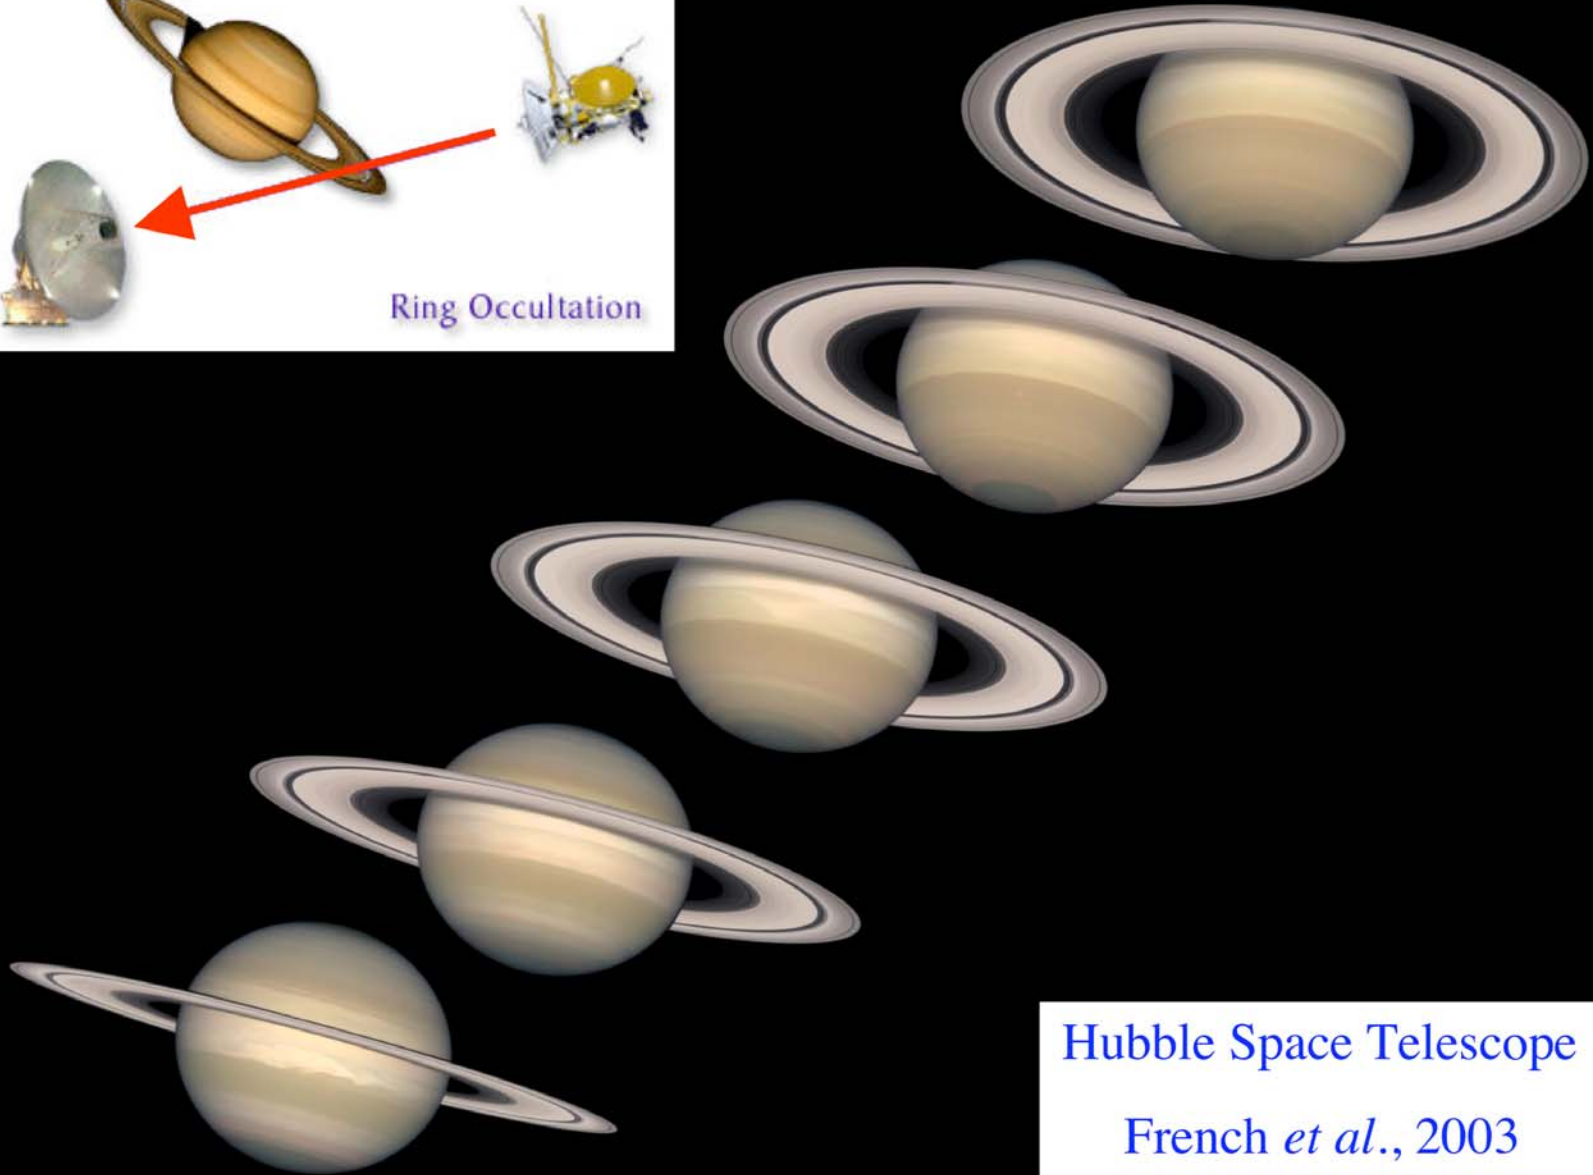 Ring Occultation
Hubble Space Telescope
French et al., 2003